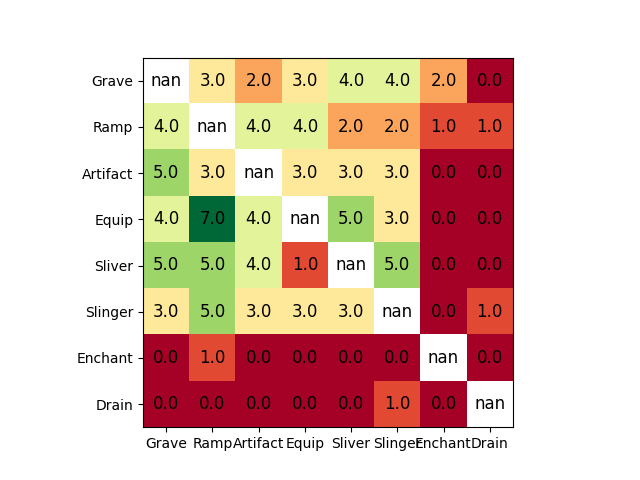 Grave nan 3.0 2.0 3.0 4.0 4.0 2.0 0.0
Ramp 4.0 nan 4.0 4.0 2.0 2.0 1.0 1.0
Artifact 5.0 3.0 nan 3.0 3.0 3.0 0.0 0.0
Equip 4.0 7.0 4.0 nan 5.0 3.0 0.0 0.0
Sliver 5.0 5.0 4.0 1.0 nan 5.0 0.0 0.0
Slinger 3.0 5.0 3.0 3.0 3.0 nan 0.0 1.0
Enchant 0.0 1.0 0.0 0.0 0.0 0.0 nan 0.0
Drain 0.0 0.0 0.0 0.0 0.0 1.0 0.0 nan
Grave Ramp Artifact Equip Sliver Slinger Enchant Drain